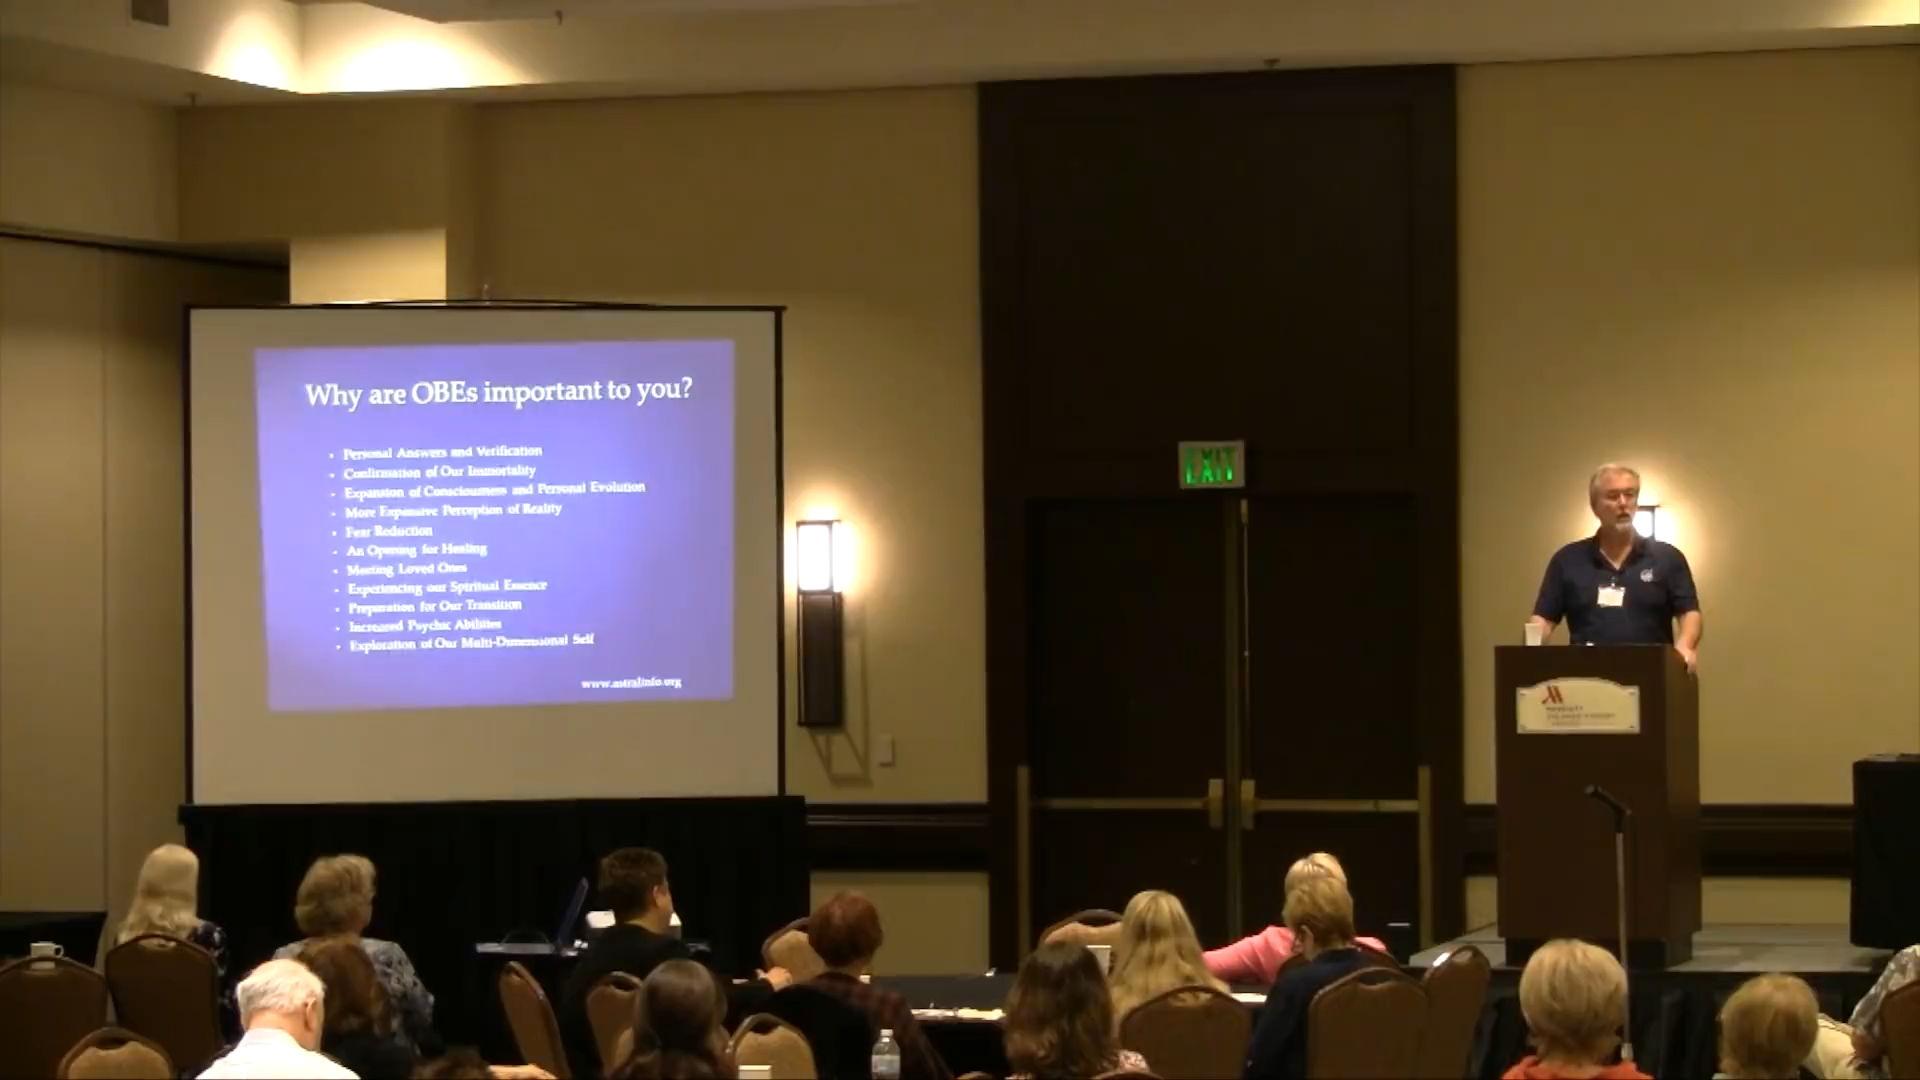 Why are OBEs important to you?
• Personal Answers and Verification
• Confirmation of Our Immortality
• Expansion of Consciousness and Personal Evolution
• More Expansive Perception of Reality
• Fear Reduction
• An Opening for Healing
• Meeting Loved Ones
• Experiencing our Spiritual Essence
• Preparation for Our Transition
• Increased Psychic Abilities
• Exploration of Our Multi-Dimensional Self
www.astralinfo.org
EXIT